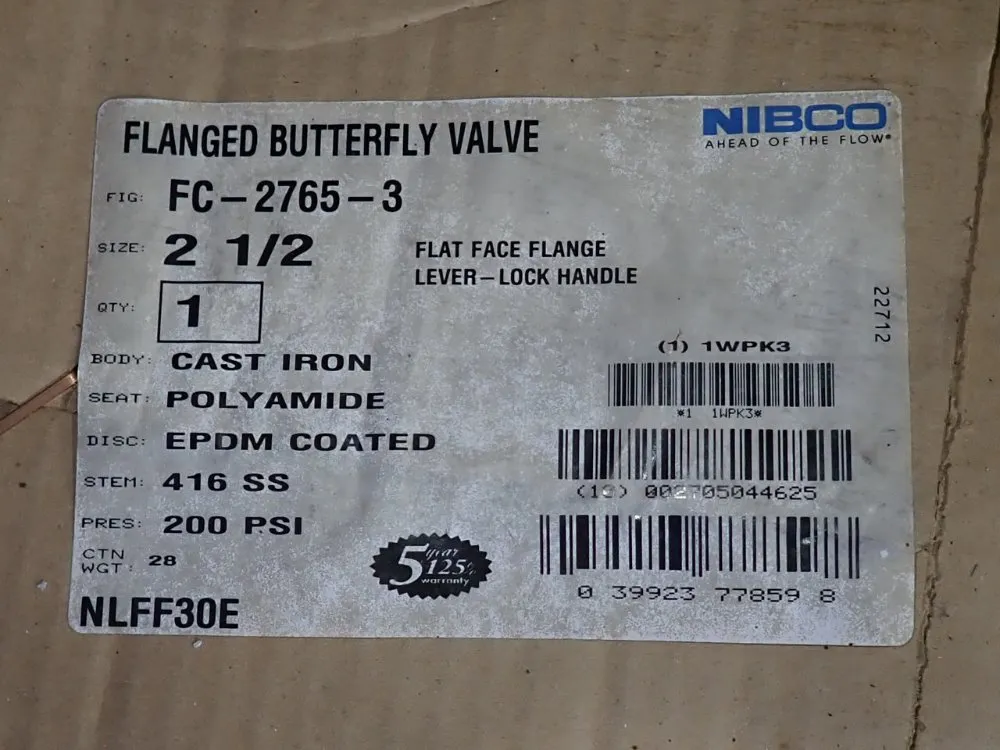 FLANGED BUTTERFLY VALVE
NIBCO
AHEAD OF THE FLOW®
FIG: FC-2765-3
SIZE: 2 1/2
FLAT FACE FLANGE
LEVER-LOCK HANDLE
QTY: 1
22712
(1) 1WPK3
*1 1WPK3*
BODY: CAST IRON
SEAT: POLYAMIDE
DISC: EPDM COATED
STEM: 416 SS
002705044625
PRES: 200 PSI
CTN
WGT: 28
5 year
125%
warranty
0 39923 77859 8
NLFF30E